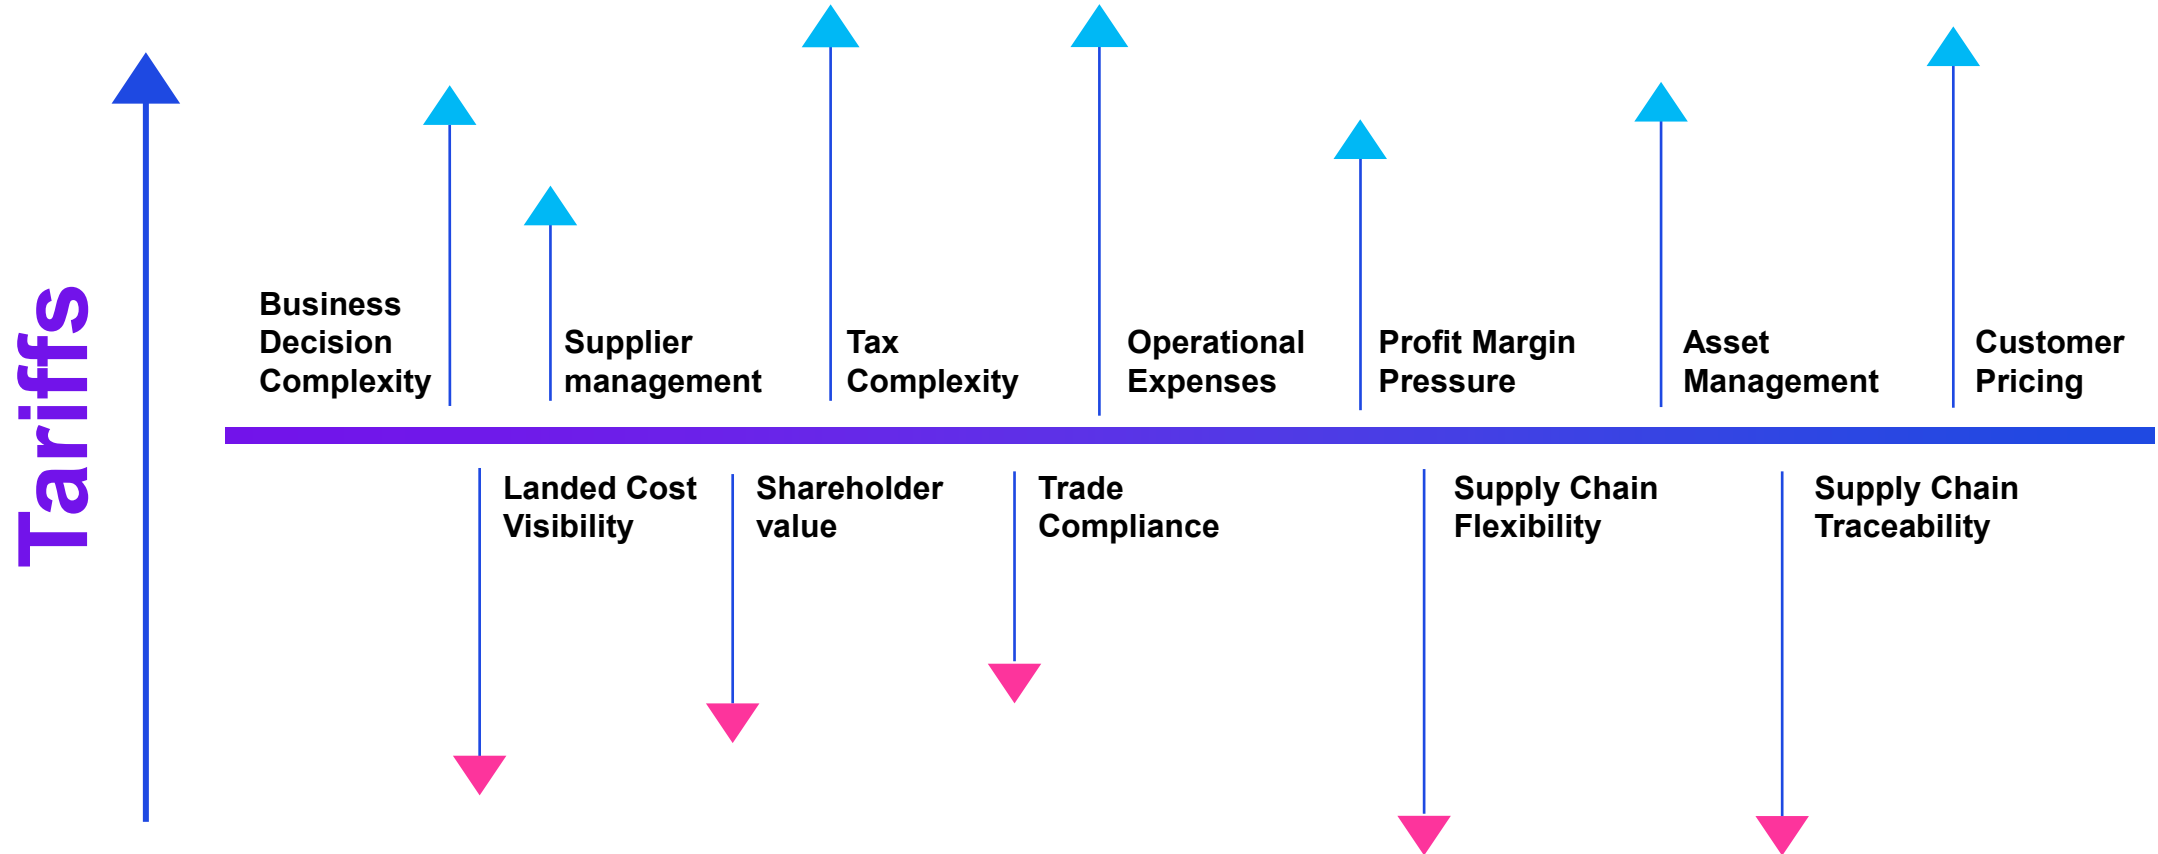 Tariffs
Business
Decision
Complexity
Supplier
management
Tax
Complexity
Operational
Expenses
Profit Margin
Pressure
Asset
Management
Customer
Pricing
Landed Cost
Visibility
Shareholder
value
Trade
Compliance
Supply Chain
Flexibility
Supply Chain
Traceability